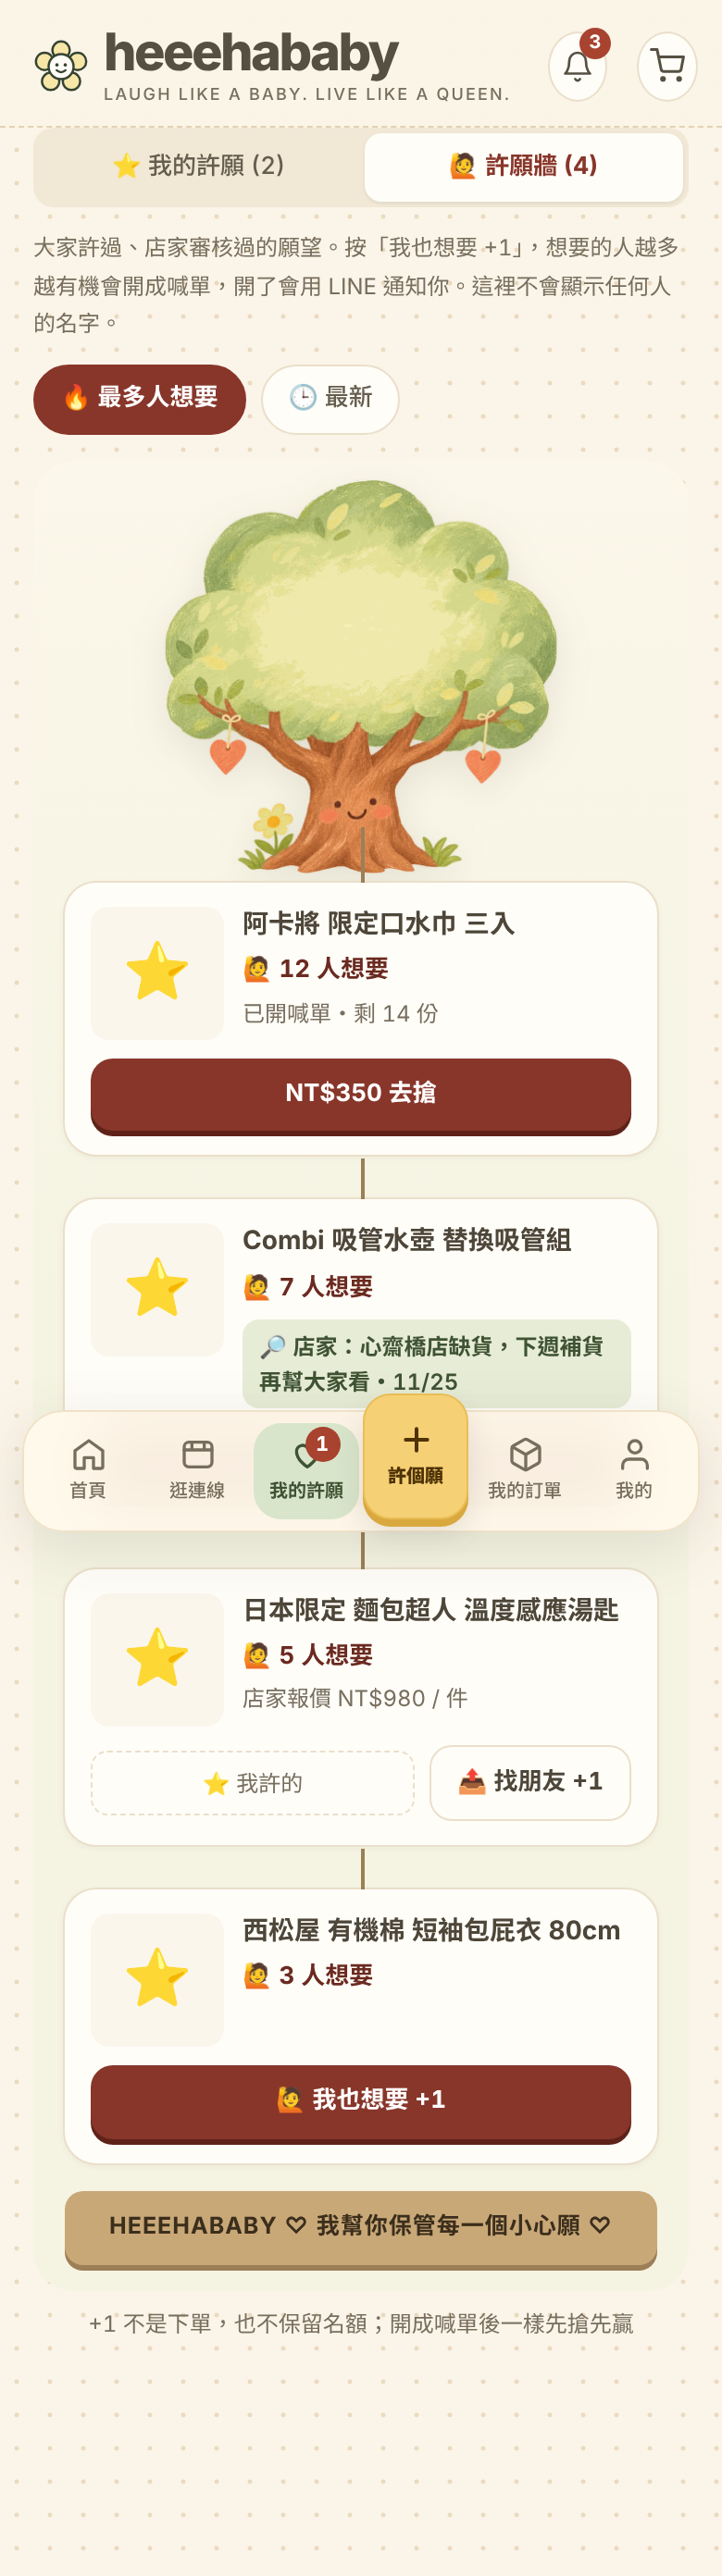 heeehababy
LAUGH LIKE A BABY. LIVE LIKE A QUEEN.
3
⭐ 我的許願 (2)
🙋 許願牆 (4)
大家許過、店家審核過的願望。按「我也想要 +1」，想要的人越多
越有機會開成喊單，開了會用 LINE 通知你。這裡不會顯示任何人
的名字。
🔥 最多人想要
🕒 最新
阿卡將 限定口水巾 三入
🙋 12 人想要
已開喊單・剩 14 份
NT$350 去搶
Combi 吸管水壺 替換吸管組
🙋 7 人想要
🔎 店家：心齋橋店缺貨，下週補貨
再幫大家看・11/25
首頁
逛連線
1
我的許願
許個願
我的訂單
我的
日本限定 麵包超人 溫度感應湯匙
🙋 5 人想要
店家報價 NT$980 / 件
⭐ 我許的
📤 找朋友 +1
西松屋 有機棉 短袖包屁衣 80cm
🙋 3 人想要
🙋 我也想要 +1
HEEEHABABY ♡ 我幫你保管每一個小心願 ♡
+1 不是下單，也不保留名額；開成喊單後一樣先搶先贏